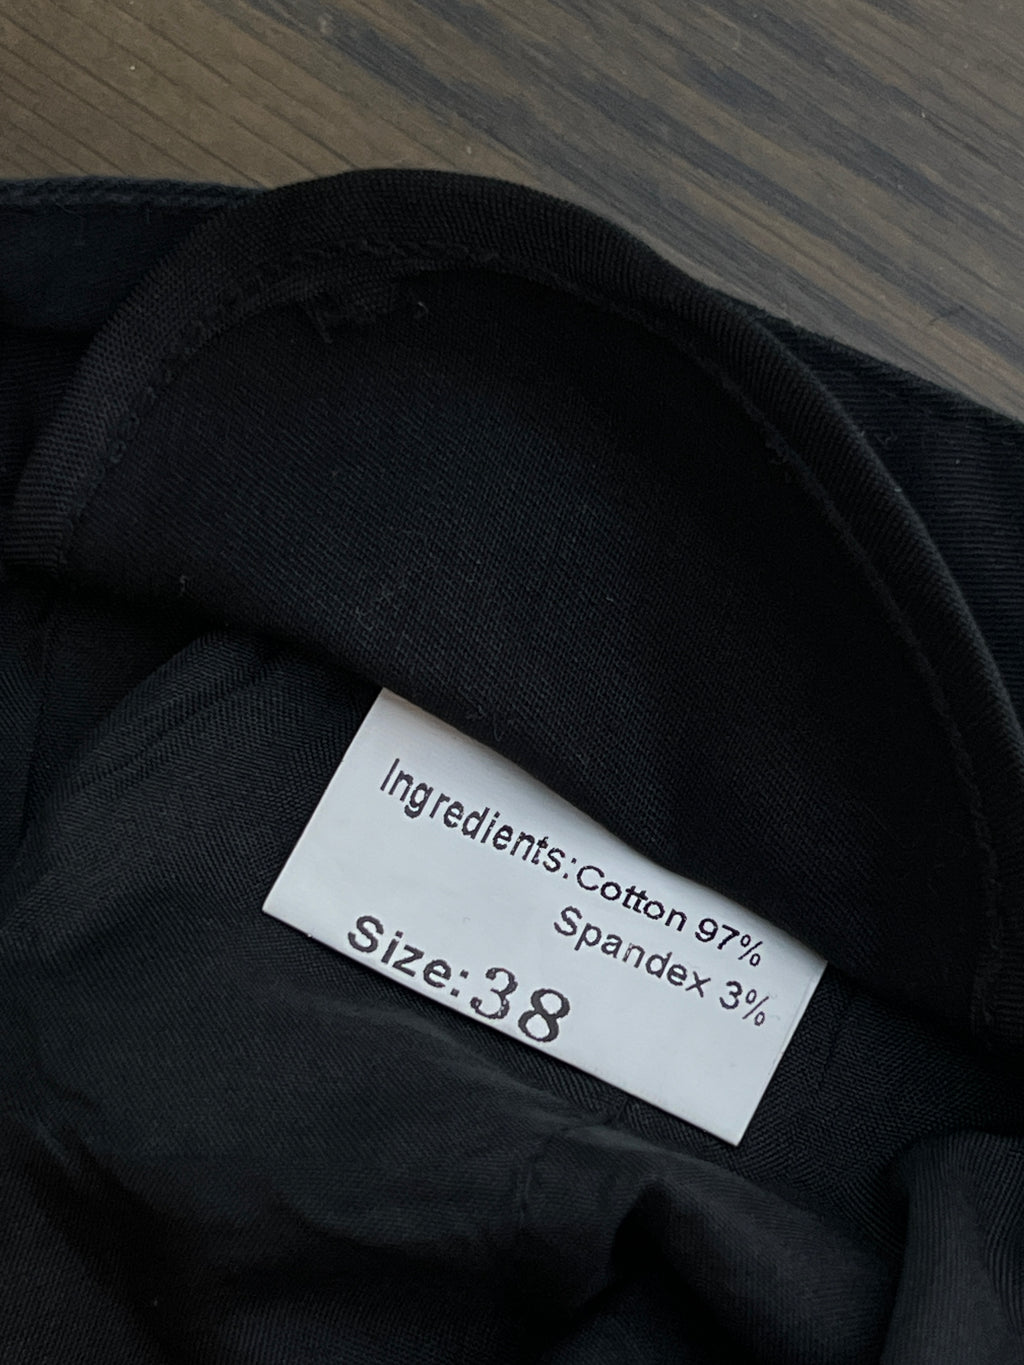 Ingredients:Cotton 97%
Spandex 3%
Size:38